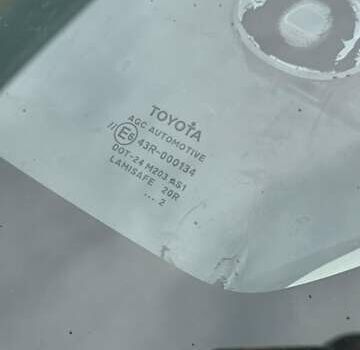 TOYOTA
AGC AUTOMOTIVE
//E6 43R-000134
DOT-24 M203 AS1
LAMISAFE 20R
... 2